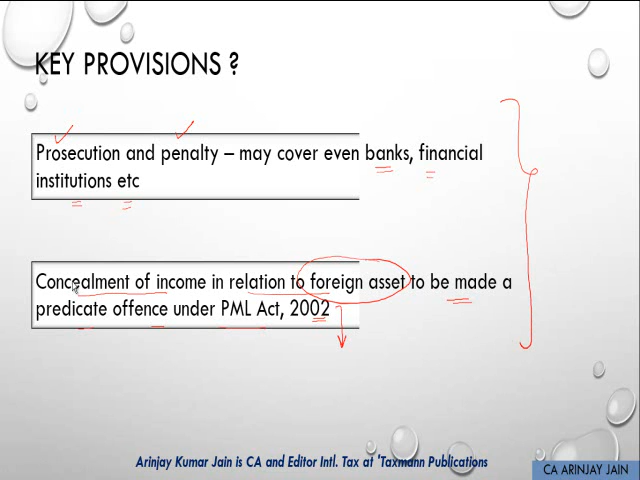 KEY PROVISIONS ?
Prosecution and penalty – may cover even banks, financial
institutions etc
Concealment of income in relation to foreign asset to be made a
predicate offence under PML Act, 2002
Arinjay Kumar Jain is CA and Editor Intl. Tax at 'Taxmann Publications
CA ARINJAY JAIN